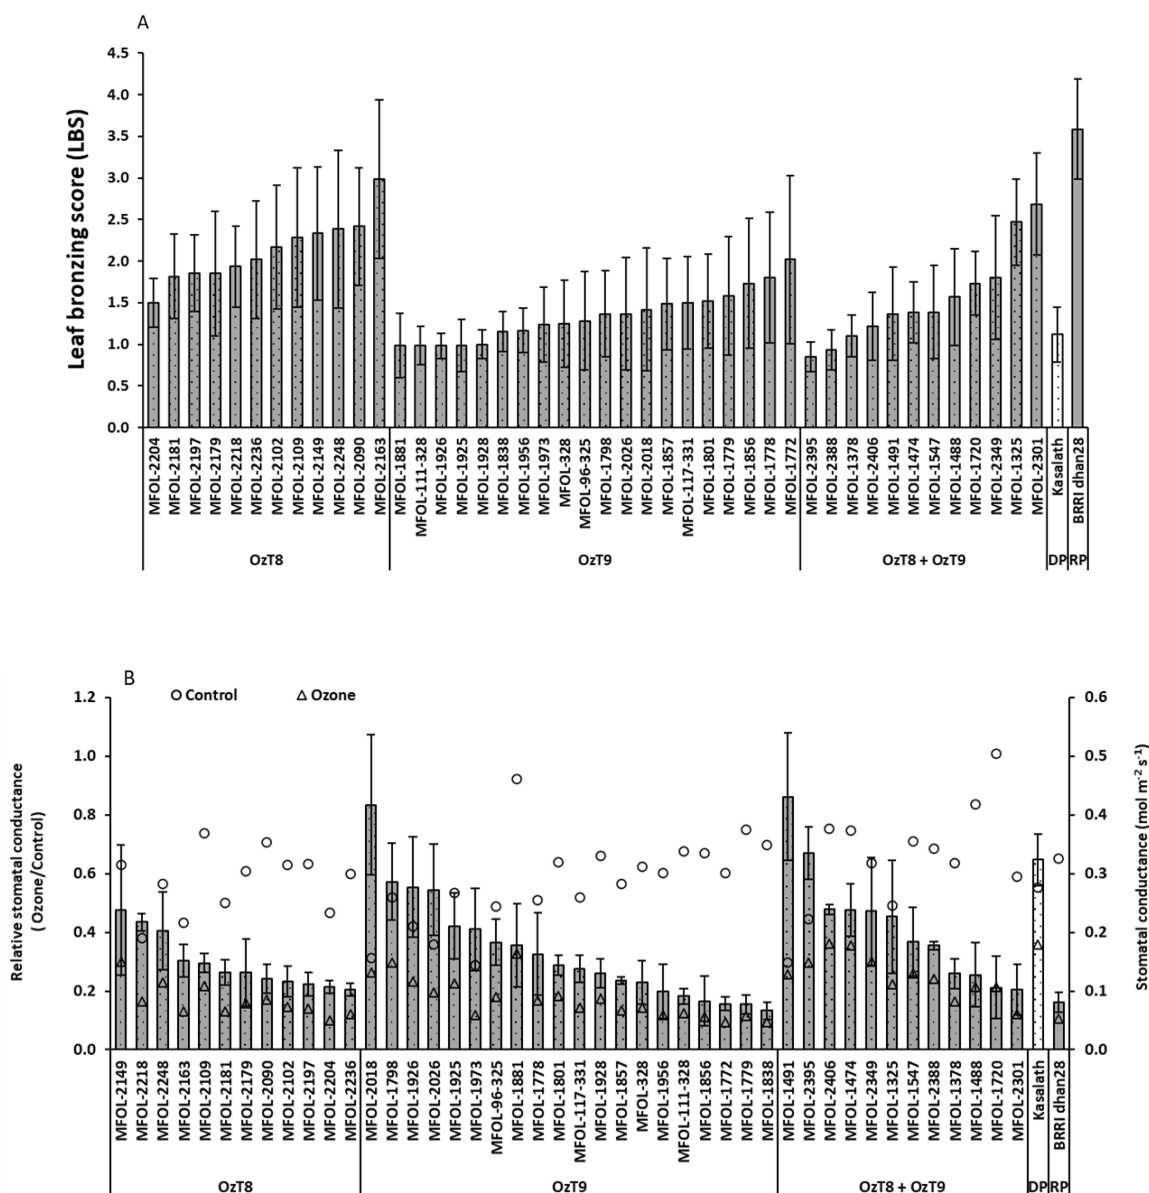 A
Leaf bronzing score (LBS)
4.5
4.0
3.5
3.0
2.5
2.0
1.5
1.0
0.5
0.0
MFOL-2204
MFOL-2181
MFOL-2197
MFOL-2179
MFOL-2218
MFOL-2236
MFOL-2102
MFOL-2109
MFOL-2149
MFOL-2248
MFOL-2090
MFOL-2163
MFOL-1881
MFOL-111-328
MFOL-1926
MFOL-1925
MFOL-1928
MFOL-1838
MFOL-1956
MFOL-1973
MFOL-328
MFOL-96-325
MFOL-1798
MFOL-2026
MFOL-2018
MFOL-1857
MFOL-117-331
MFOL-1801
MFOL-1779
MFOL-1856
MFOL-1778
MFOL-1772
MFOL-2395
MFOL-2388
MFOL-1378
MFOL-2406
MFOL-1491
MFOL-1474
MFOL-1547
MFOL-1488
MFOL-1720
MFOL-2349
MFOL-1325
MFOL-2301
Kasalath
BRRI dhan28
OzT8 OzT9 OzT8 + OzT9 DP RP
B
Control Ozone
Relative stomatal conductance
( Ozone/Control)
1.2
1.0
0.8
0.6
0.4
0.2
0.0
0.6
0.5
0.4
0.3
0.2
0.1
0.0
Stomatal conductance (mol m-2 s-1)
MFOL-2149
MFOL-2218
MFOL-2248
MFOL-2163
MFOL-2109
MFOL-2181
MFOL-2179
MFOL-2090
MFOL-2102
MFOL-2197
MFOL-2204
MFOL-2236
MFOL-2018
MFOL-1798
MFOL-1926
MFOL-2026
MFOL-1925
MFOL-1973
MFOL-96-325
MFOL-1881
MFOL-1778
MFOL-1801
MFOL-117-331
MFOL-1928
MFOL-1857
MFOL-328
MFOL-1956
MFOL-111-328
MFOL-1856
MFOL-1772
MFOL-1779
MFOL-1838
MFOL-1491
MFOL-2395
MFOL-2406
MFOL-1474
MFOL-2349
MFOL-1325
MFOL-1547
MFOL-2388
MFOL-1378
MFOL-1488
MFOL-1720
MFOL-2301
Kasalath
BRRI dhan28
OzT8 OzT9 OzT8 + OzT9 DP RP